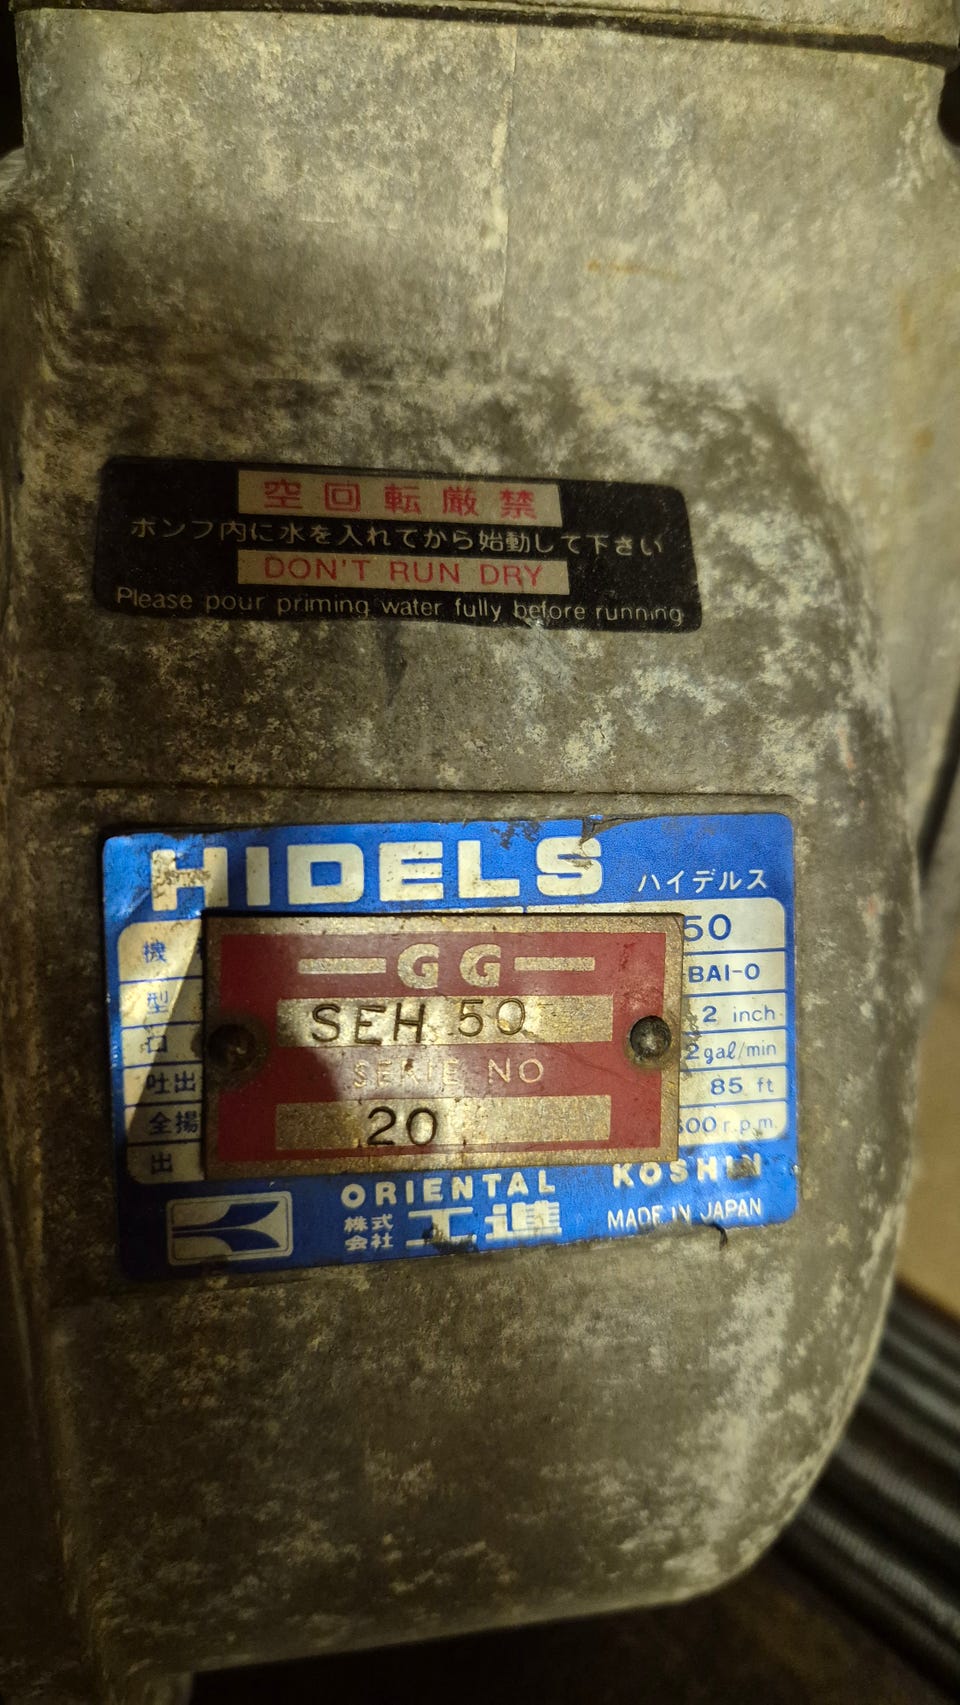 空回転厳禁
ポンプ内に水を入れてから始動して下さい
DON'T RUN DRY
Please pour priming water fully before running
HIDELS ハイデルス
機 50
型 BAI-0
口 2 inch
吐出 2gal/min
全揚 85 ft
出 00 r.p.m.
GG
SEH 50
SERIE NO
20
ORIENTAL KOSHIN
株式会社 工進 MADE IN JAPAN